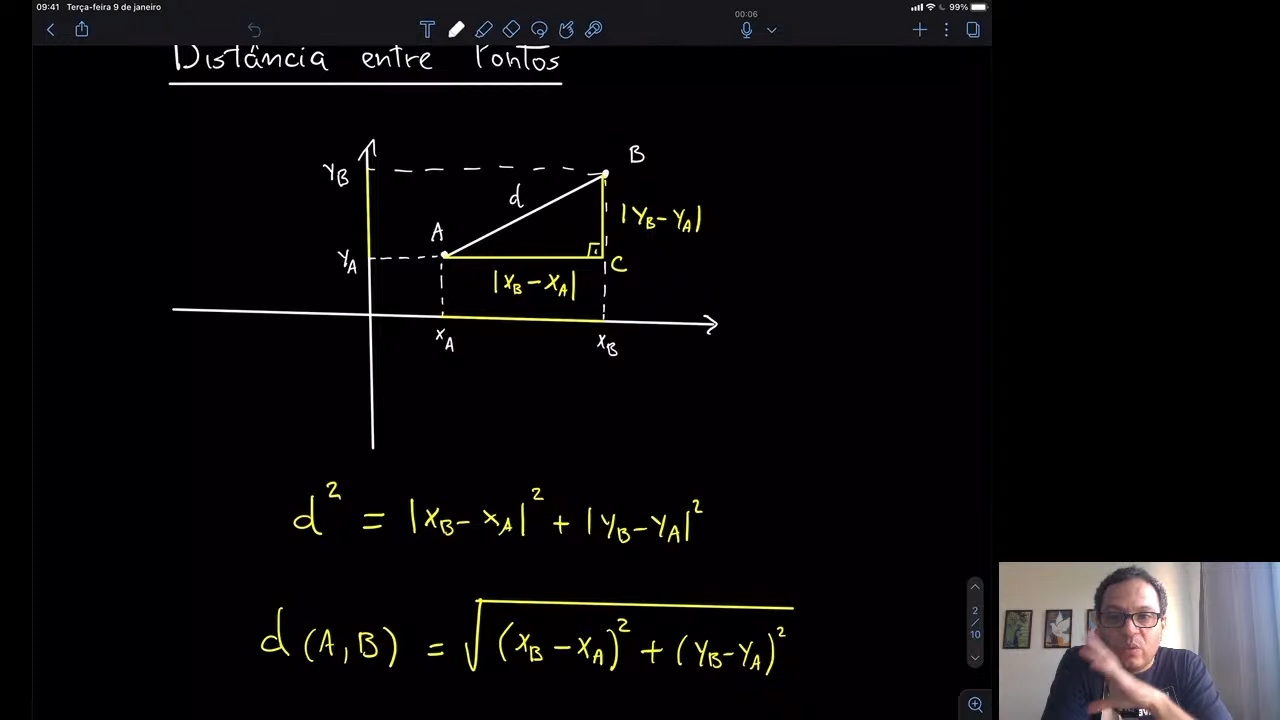 09:41 Terça-feira 9 de janeiro
99%
00:06
Distância entre Pontos
B
Y_B
d
|Y_B - Y_A|
A
Y_A
C
|X_B - X_A|
x_A
x_B
d² = |X_B - X_A|² + |Y_B - Y_A|²
2
/
10
d(A,B) = √(X_B - X_A)² + (Y_B - Y_A)²